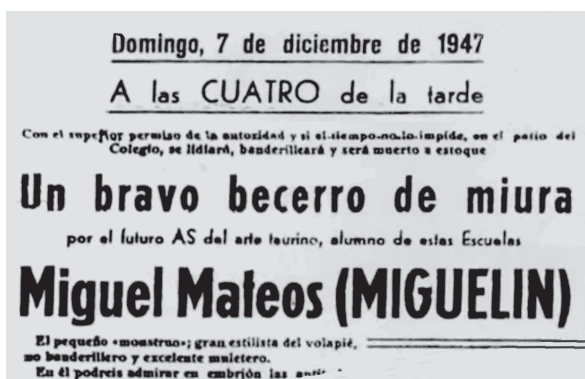 Domingo, 7 de diciembre de 1947
A las CUATRO de la tarde
Con el superior permiso de la autoridad y si el tiempo no lo impide, en el patio del
Colegio, se lidiará, banderilleará y será muerto a estoque
Un bravo becerro de miura
por el futuro AS del arte taurino, alumno de estas Escuelas
Miguel Mateos (MIGUELIN)
El pequeño «monstruo»; gran estilista del volapié,
no banderillero y excelente muletero.
En él podreis admirar en embrión las